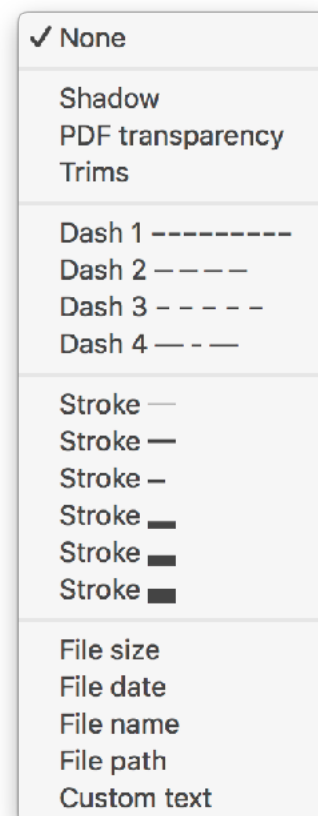 None
Shadow
PDF transparency
Trims
Dash 1
Dash 2
Dash 3
Dash 4
Stroke
Stroke
Stroke
Stroke
Stroke
Stroke
File size
File date
File name
File path
Custom text